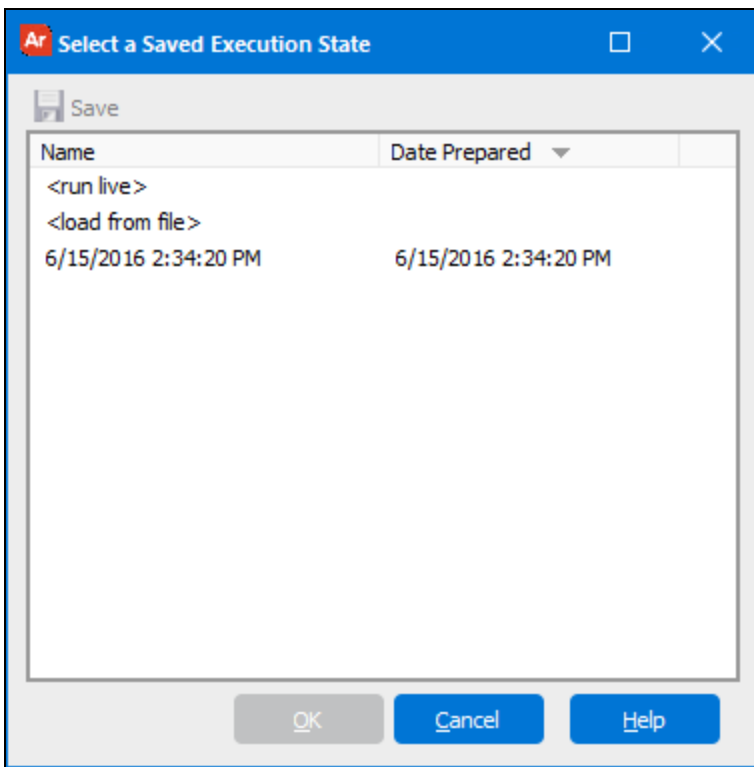 Ar Select a Saved Execution State
Save
Name Date Prepared
<run live>
<load from file>
6/15/2016 2:34:20 PM 6/15/2016 2:34:20 PM
OK Cancel Help